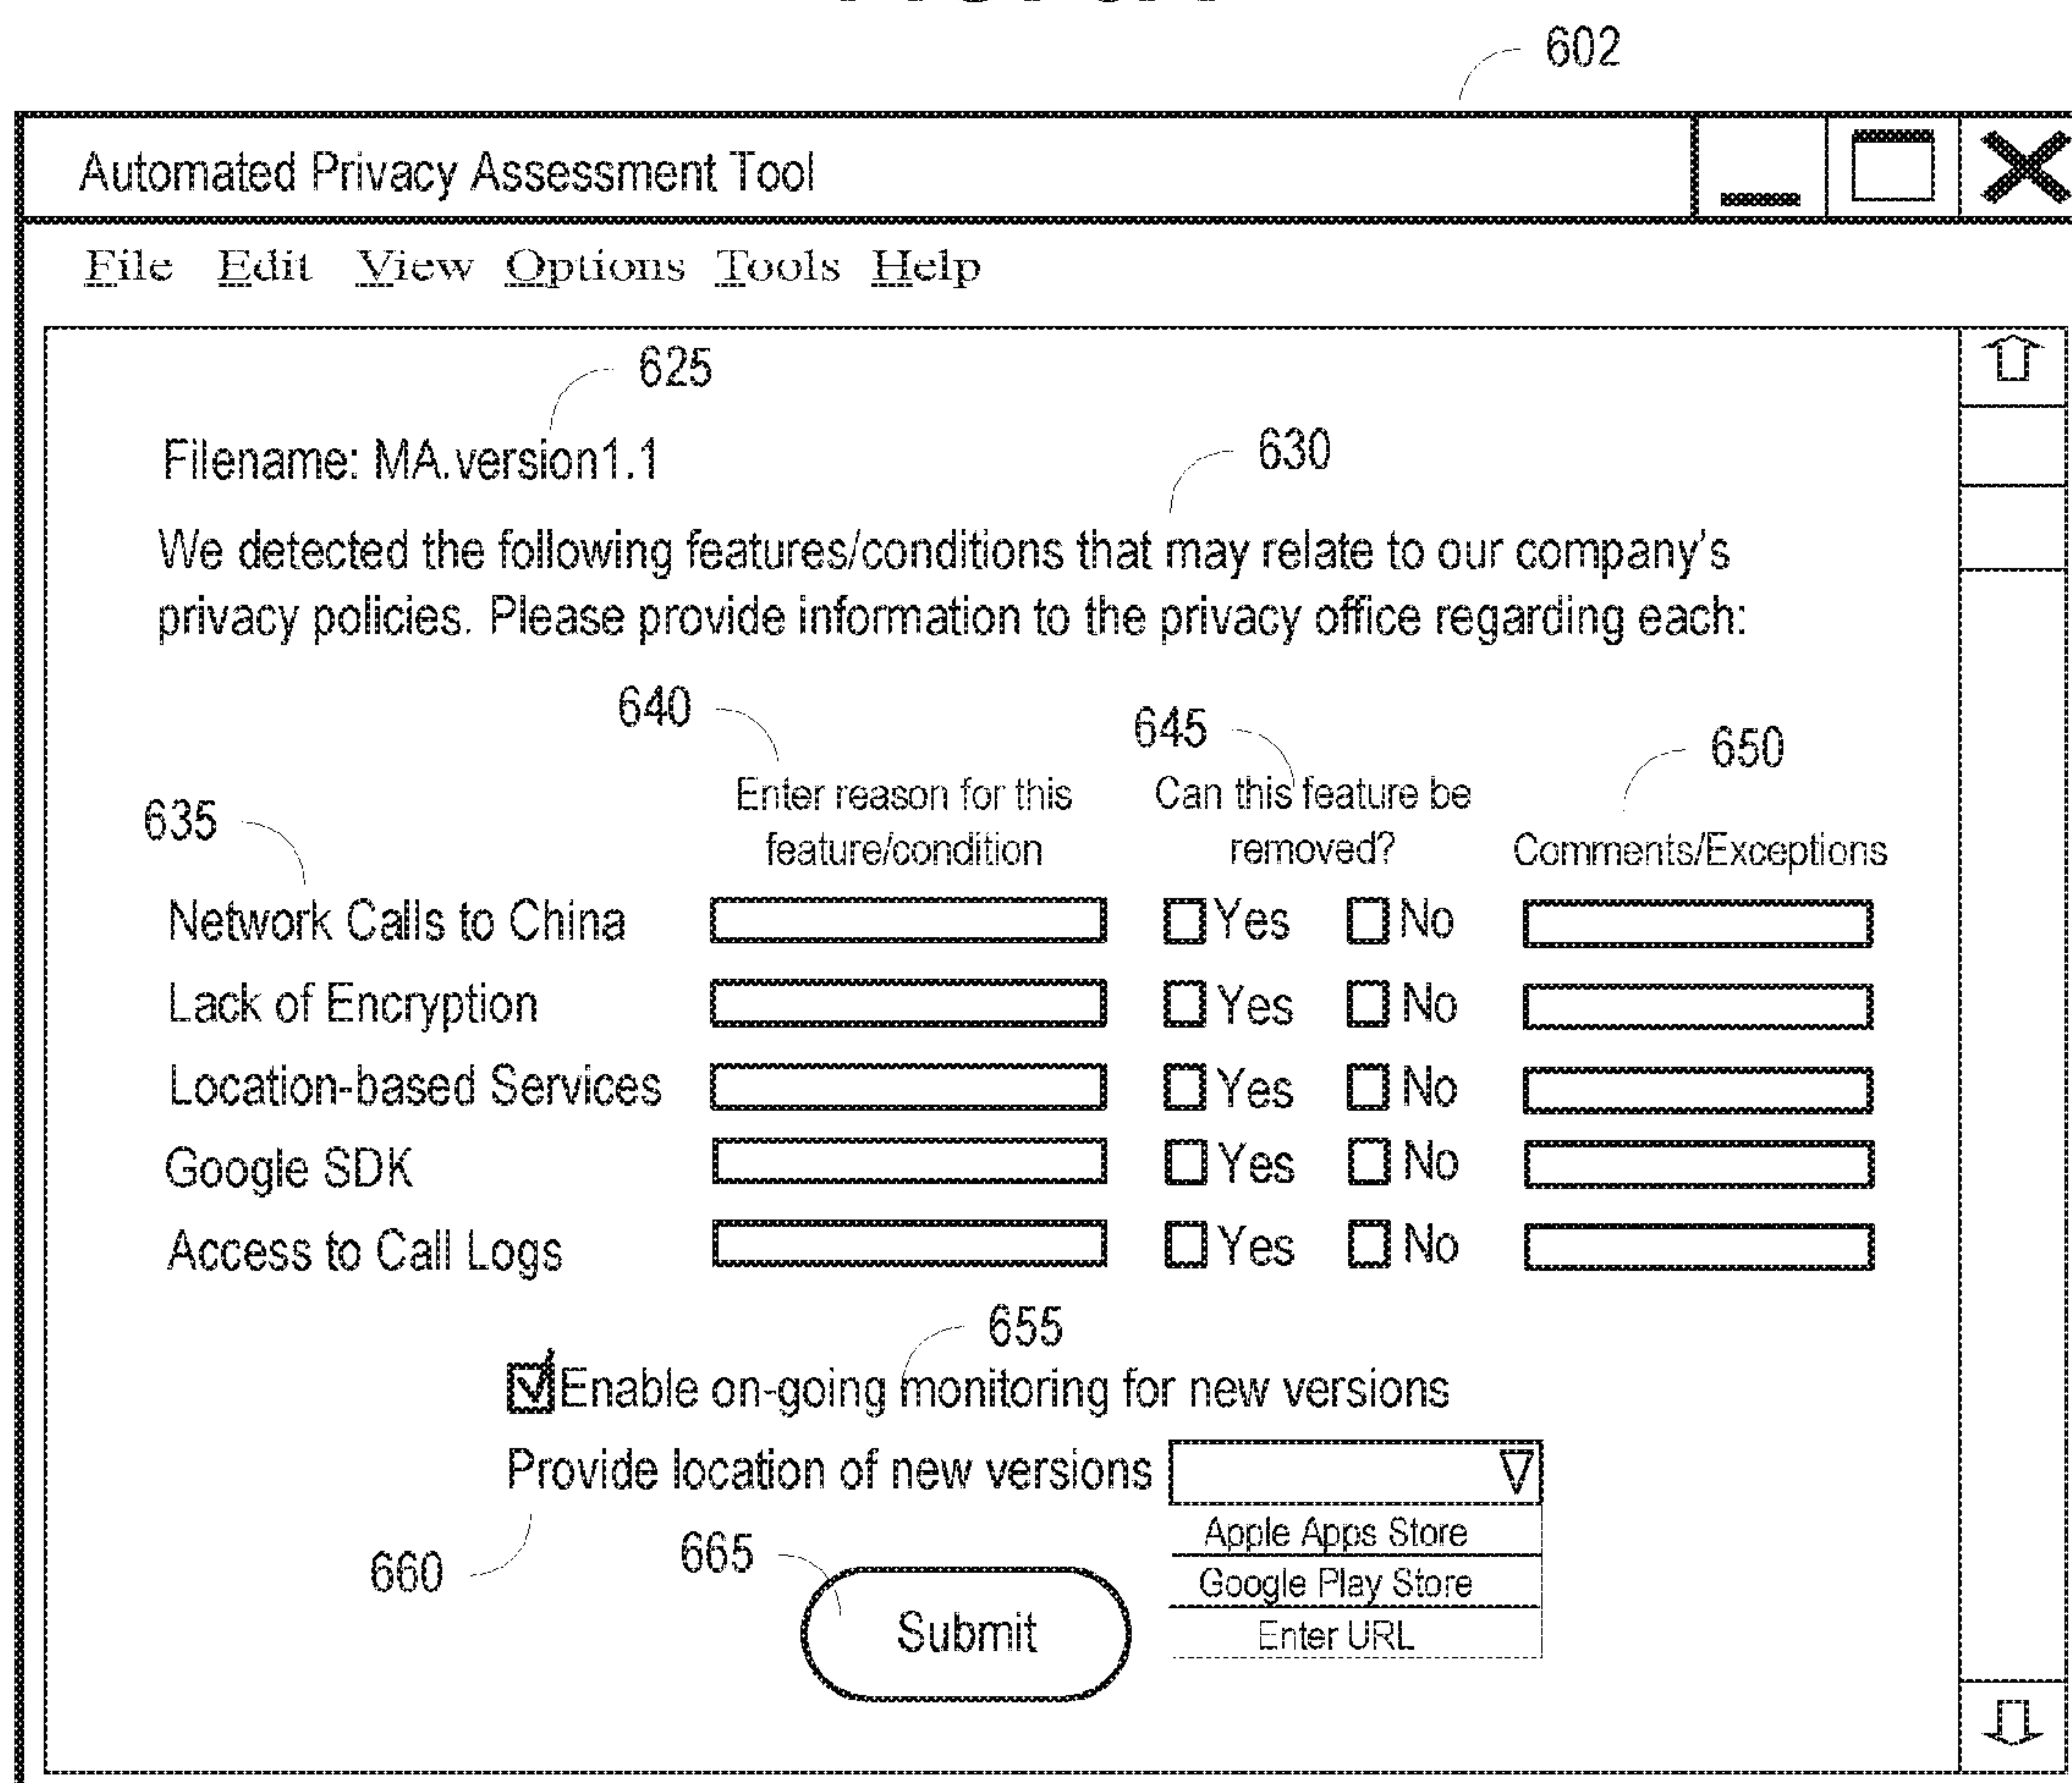 602
Automated Privacy Assessment Tool
File Edit View Options Tools Help
625
Filename: MA.version1.1
630
We detected the following features/conditions that may relate to our company's
privacy policies. Please provide information to the privacy office regarding each:
640
645
650
635
Enter reason for this
feature/condition
Can this feature be
removed?
Comments/Exceptions
Network Calls to China Yes No
Lack of Encryption Yes No
Location-based Services Yes No
Google SDK Yes No
Access to Call Logs Yes No
655
Enable on-going monitoring for new versions
Provide location of new versions
Apple Apps Store
Google Play Store
Enter URL
660
665
Submit